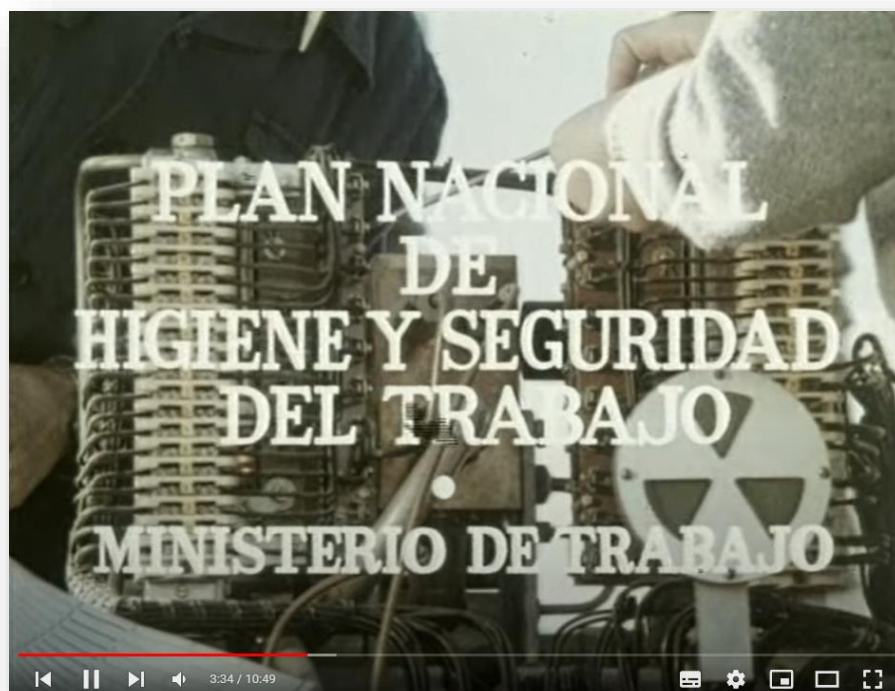 PLAN NACIONAL
DE
HIGIENE Y SEGURIDAD
DEL TRABAJO
MINISTERIO DE TRABAJO
3:34 / 10:49